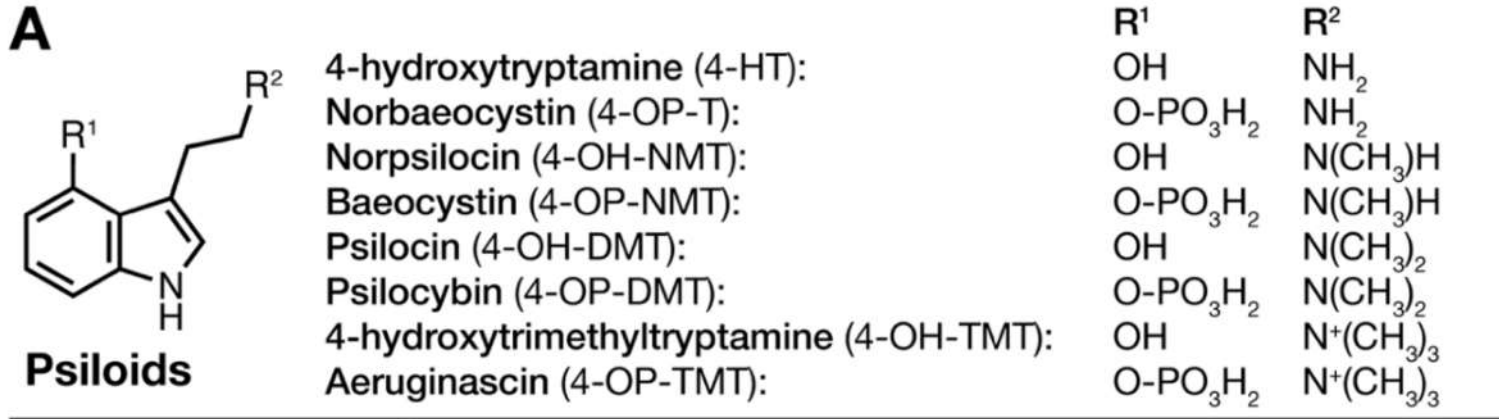 A
R¹ R²
R²
4-hydroxytryptamine (4-HT): OH NH₂
Norbaeocystin (4-OP-T): O-PO₃H₂ NH₂
R¹
Norpsilocin (4-OH-NMT): OH N(CH₃)H
Baeocystin (4-OP-NMT): O-PO₃H₂ N(CH₃)H
Psilocin (4-OH-DMT): OH N(CH₃)₂
Psilocybin (4-OP-DMT): O-PO₃H₂ N(CH₃)₂
N
H
4-hydroxytrimethyltryptamine (4-OH-TMT): OH N⁺(CH₃)₃
Psiloids
Aeruginascin (4-OP-TMT): O-PO₃H₂ N⁺(CH₃)₃